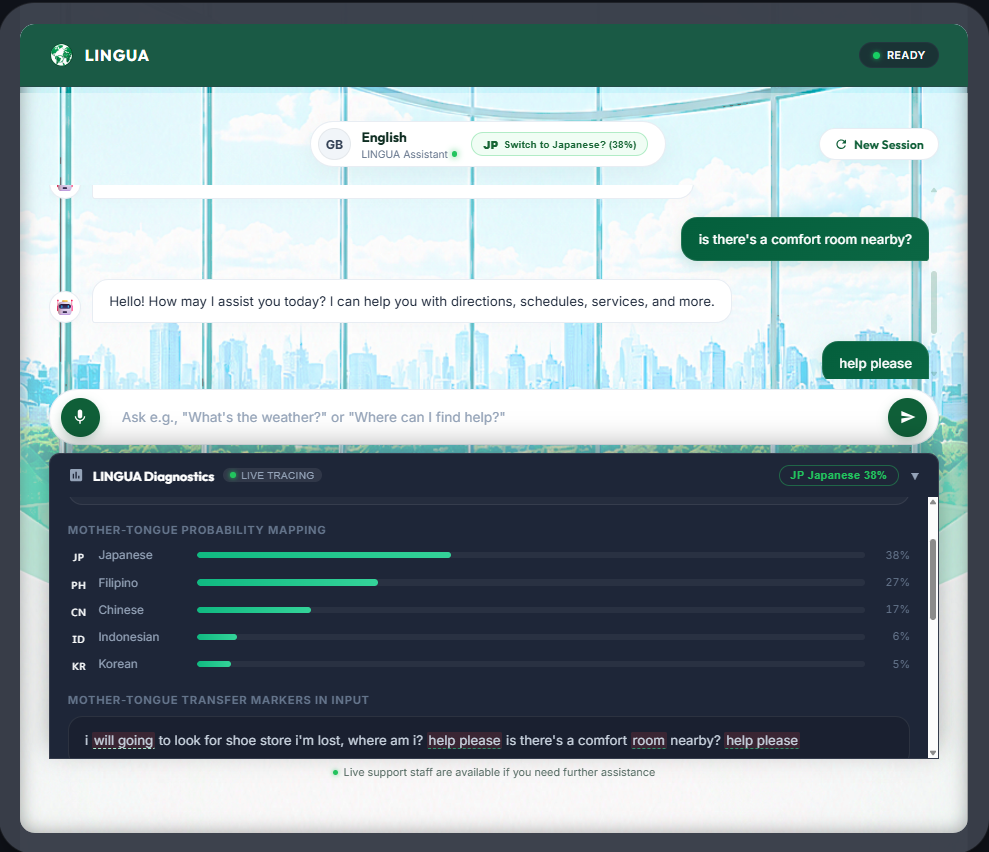 LINGUA
READY
GB
English
LINGUA Assistant
JP Switch to Japanese? (38%)
New Session
is there's a comfort room nearby?
Hello! How may I assist you today? I can help you with directions, schedules, services, and more.
help please
Ask e.g., "What's the weather?" or "Where can I find help?"
LINGUA Diagnostics
LIVE TRACING
JP Japanese 38%
▼
MOTHER-TONGUE PROBABILITY MAPPING
JP Japanese 38%
PH Filipino 27%
CN Chinese 17%
ID Indonesian 6%
KR Korean 5%
MOTHER-TONGUE TRANSFER MARKERS IN INPUT
i will going to look for shoe store i'm lost, where am i? help please is there's a comfort room nearby? help please
Live support staff are available if you need further assistance